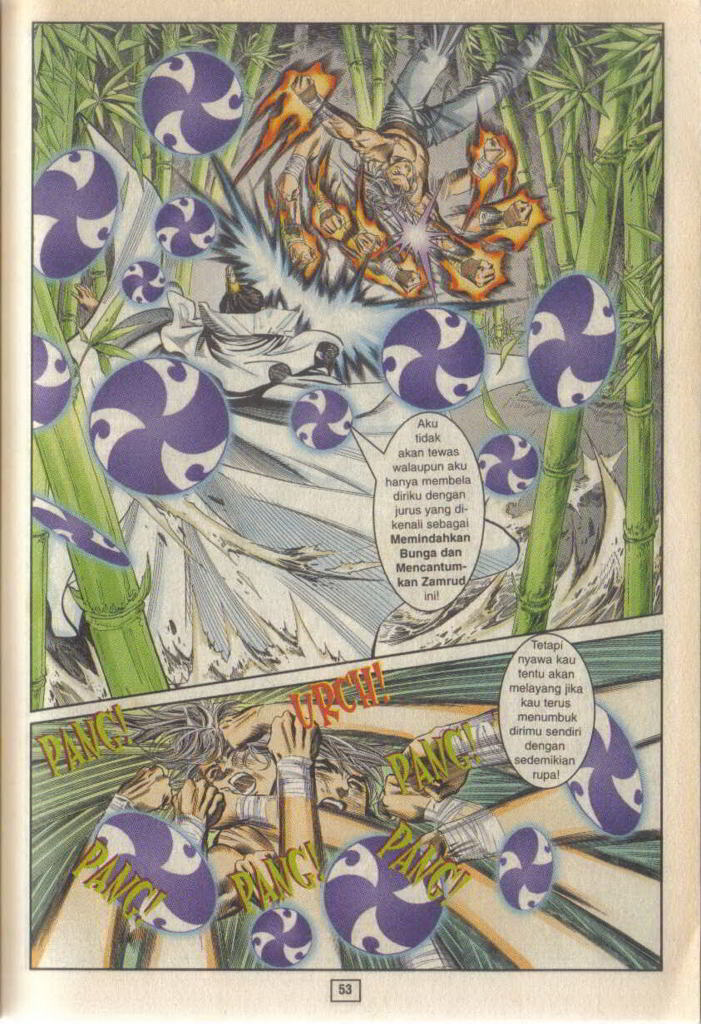 Aku
tidak
akan tewas
walaupun aku
hanya membela
diriku dengan
jurus yang di-
kenali sebagai
Memindahkan
Bunga dan
Mencantum-
kan Zamrud
ini!
Tetapi
nyawa kau
tentu akan
melayang jika
kau terus
menumbuk
dirimu sendiri
dengan
sedemikian
rupa!
PANG!
URGH!
PANG!
PANG!
PANG!
PANG!
53